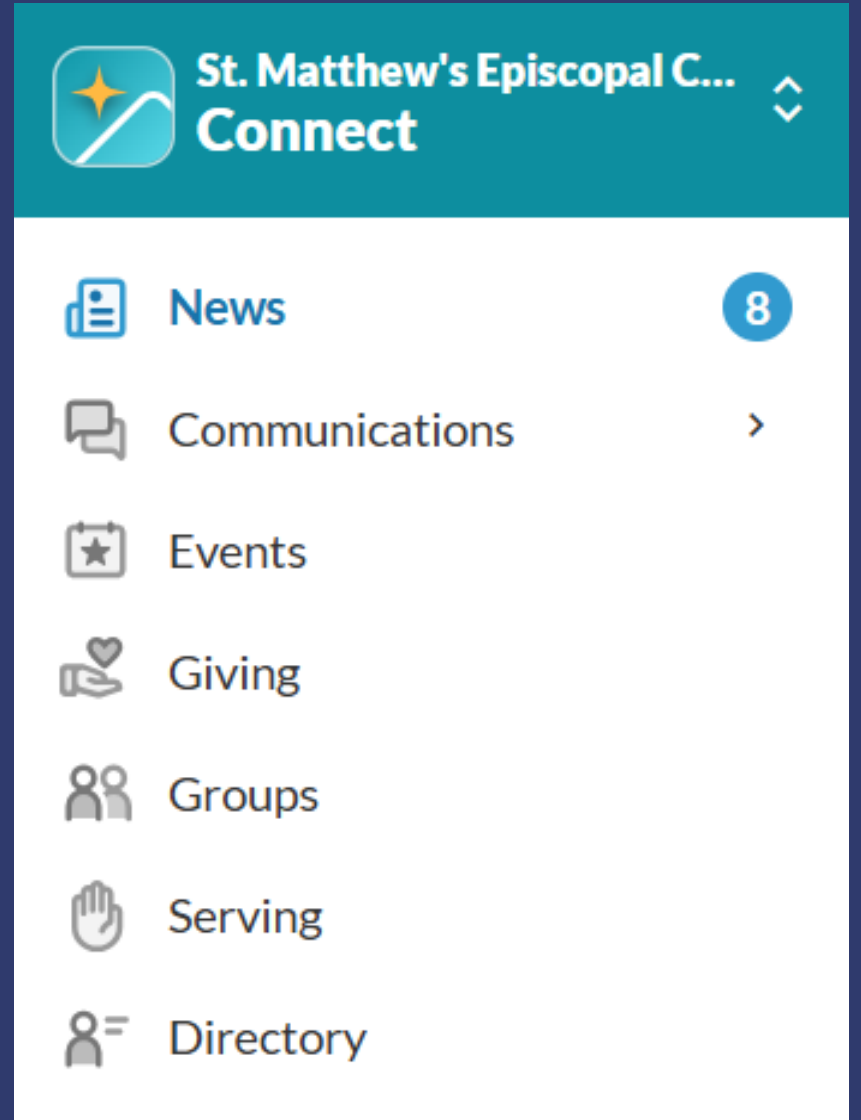 St. Matthew's Episcopal C...
Connect
News 8
Communications
Events
Giving
Groups
Serving
Directory